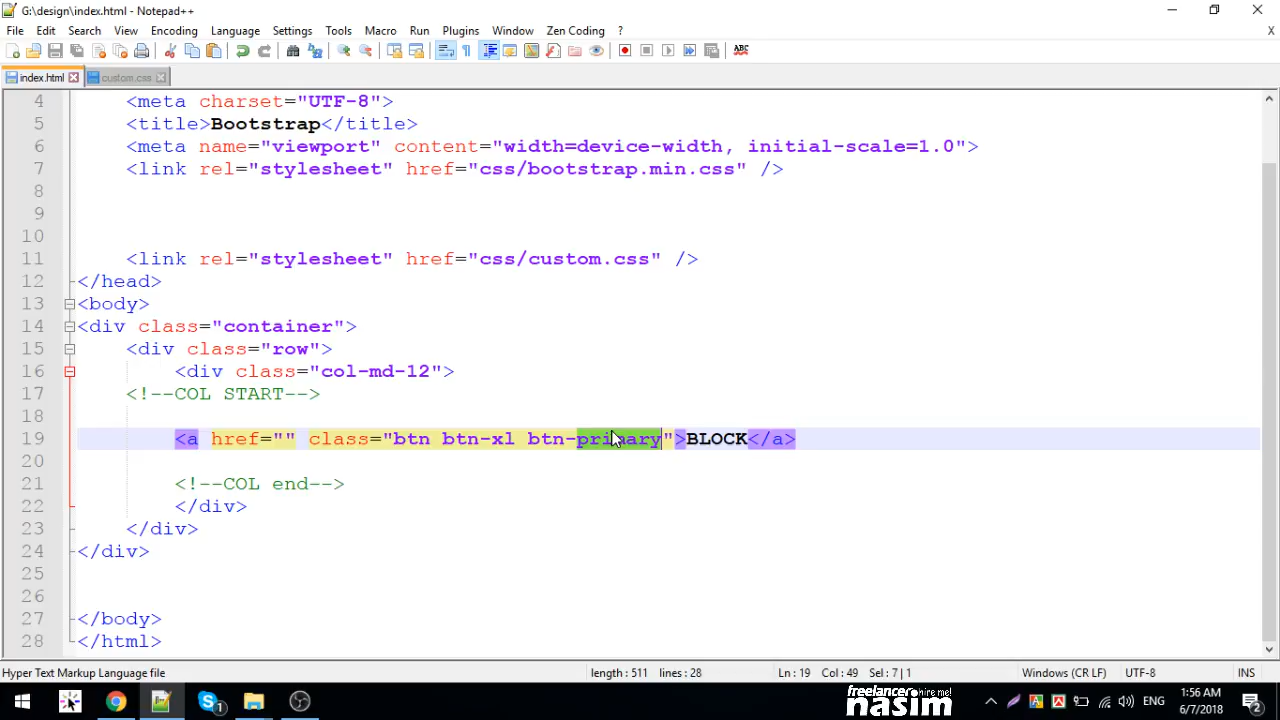 G:\design\index.html - Notepad++
File Edit Search View Encoding Language Settings Tools Macro Run Plugins Window Zen Coding ? X
ABC
index.html custom.css
4 <meta charset="UTF-8">
5 <title>Bootstrap</title>
6 <meta name="viewport" content="width=device-width, initial-scale=1.0">
7 <link rel="stylesheet" href="css/bootstrap.min.css" />
8
9
10
11 <link rel="stylesheet" href="css/custom.css" />
12 </head>
13 <body>
14 <div class="container">
15 <div class="row">
16 <div class="col-md-12">
17 <!--COL START-->
18
19 <a href="" class="btn btn-xl btn-primary">BLOCK</a>
20
21 <!--COL end-->
22 </div>
23 </div>
24 </div>
25
26
27 </body>
28 </html>
Hyper Text Markup Language file length : 511 lines : 28 Ln : 19 Col : 49 Sel : 7 | 1 Windows (CR LF) UTF-8 INS
freelancer hire me!
nasim
ENG
1:56 AM
6/7/2018
1
2